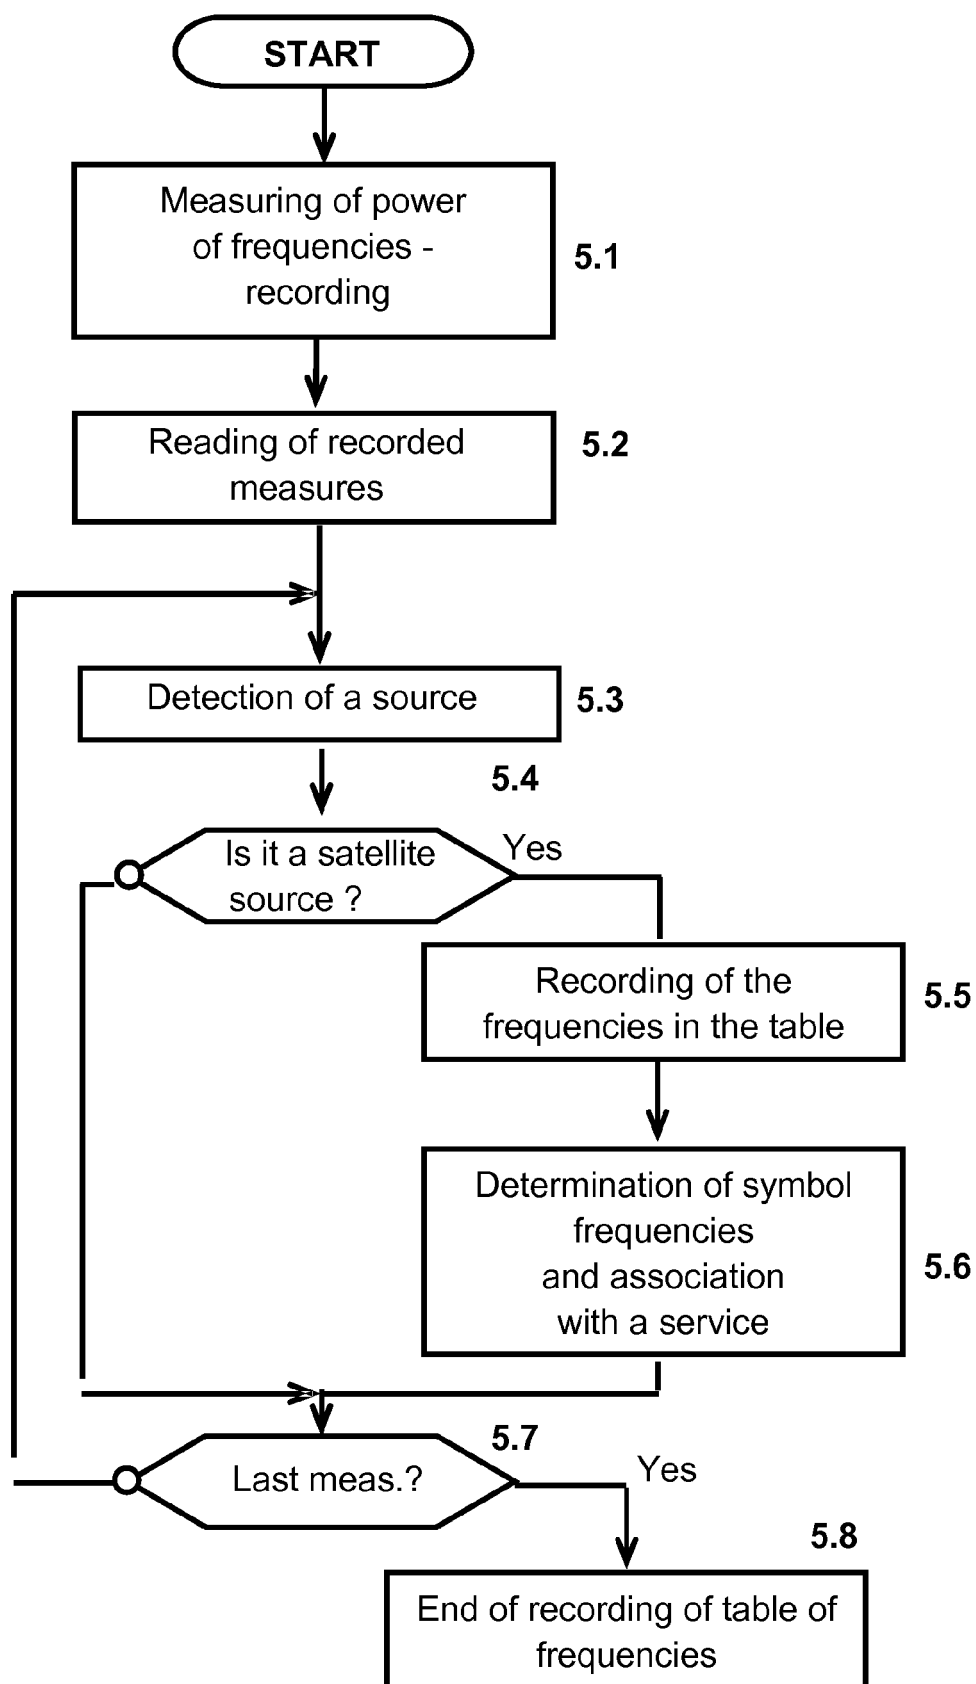 START
Measuring of power
of frequencies -
recording
5.1
Reading of recorded
measures
5.2
Detection of a source
5.3
5.4
Is it a satellite
source ?
Yes
Recording of the
frequencies in the table
5.5
Determination of symbol
frequencies
and association
with a service
5.6
5.7
Last meas.?
Yes
5.8
End of recording of table of
frequencies